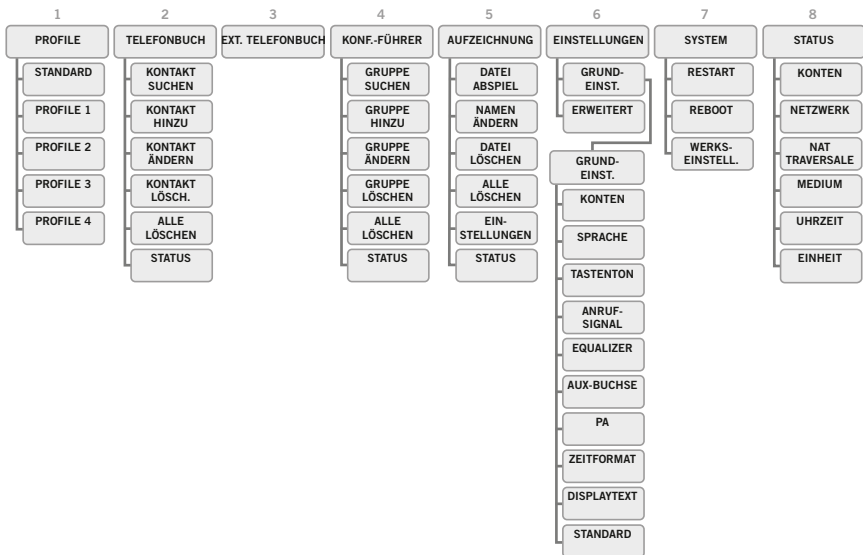 1
2
3
4
5
6
7
8
PROFILE
TELEFONBUCH
EXT. TELEFONBUCH
KONF.-FÜHRER
AUFZEICHNUNG
EINSTELLUNGEN
SYSTEM
STATUS
STANDARD
PROFILE 1
PROFILE 2
PROFILE 3
PROFILE 4
KONTAKT
SUCHEN
KONTAKT
HINZU
KONTAKT
ÄNDERN
KONTAKT
LÖSCH.
ALLE
LÖSCHEN
STATUS
GRUPPE
SUCHEN
GRUPPE
HINZU
GRUPPE
ÄNDERN
GRUPPE
LÖSCHEN
ALLE
LÖSCHEN
STATUS
DATEI
ABSPIEL
NAMEN
ÄNDERN
DATEI
LÖSCHEN
ALLE
LÖSCHEN
EIN-
STELLUNGEN
STATUS
GRUND-
EINST.
ERWEITERT
GRUND-
EINST.
KONTEN
SPRACHE
TASTENTON
ANRUF-
SIGNAL
EQUALIZER
AUX-BUCHSE
PA
ZEITFORMAT
DISPLAYTEXT
STANDARD
RESTART
REBOOT
WERKS-
EINSTELL.
KONTEN
NETZWERK
NAT
TRAVERSALE
MEDIUM
UHRZEIT
EINHEIT